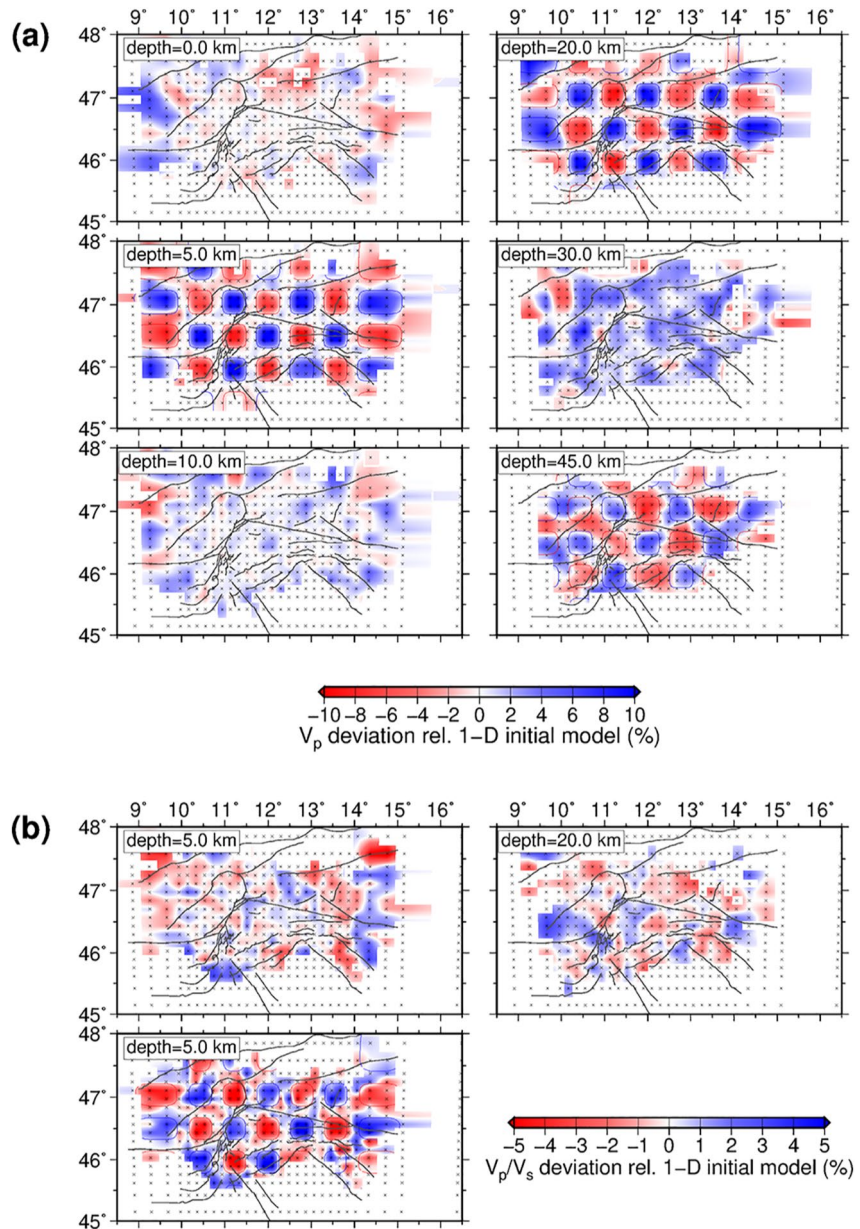 (a)
9° 10° 11° 12° 13° 14° 15° 16°
9° 10° 11° 12° 13° 14° 15° 16°
48°
47°
46°
45°
depth=0.0 km
depth=20.0 km
48°
47°
46°
45°
depth=5.0 km
depth=30.0 km
48°
47°
46°
45°
depth=10.0 km
depth=45.0 km
−10 −8 −6 −4 −2 0 2 4 6 8 10
Vp deviation rel. 1−D initial model (%)
(b)
9° 10° 11° 12° 13° 14° 15° 16°
9° 10° 11° 12° 13° 14° 15° 16°
48°
47°
46°
45°
depth=5.0 km
depth=20.0 km
48°
47°
46°
45°
depth=5.0 km
−5 −4 −3 −2 −1 0 1 2 3 4 5
Vp/Vs deviation rel. 1−D initial model (%)